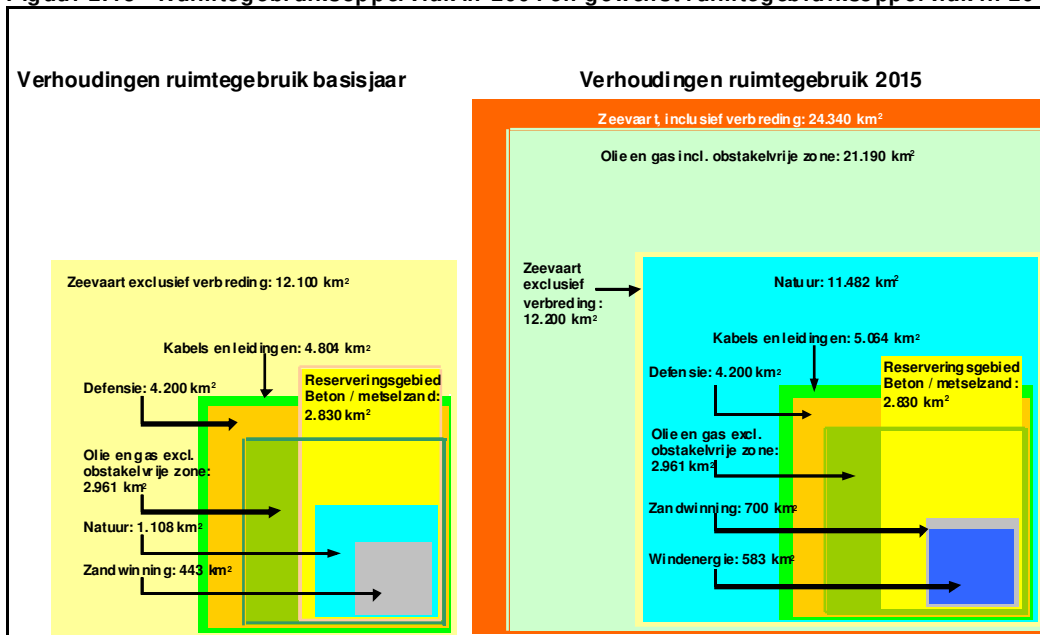 Verhoudingen ruimtegebruik basisjaar
Zeevaart exclusief verbreding: 12.100 km²
Kabels en leidingen: 4.804 km²
Defensie: 4.200 km²
Reserveringsgebied
Beton / metselzand:
2.830 km²
Olie en gas excl.
obstakelvrije zone:
2.961 km²
Natuur: 1.108 km²
Zandwinning: 443 km²
Verhoudingen ruimtegebruik 2015
Zeevaart, inclusief verbreding: 24.340 km²
Olie en gas incl. obstakelvrije zone: 21.190 km²
Zeevaart
exclusief
verbreding:
12.200 km²
Natuur: 11.482 km²
Kabels en leidingen: 5.064 km²
Defensie: 4.200 km²
Reserveringsgebied
Beton / metselzand:
2.830 km²
Olie en gas excl.
obstakelvrije zone:
2.961 km²
Zandwinning: 700 km²
Windenergie: 583 km²